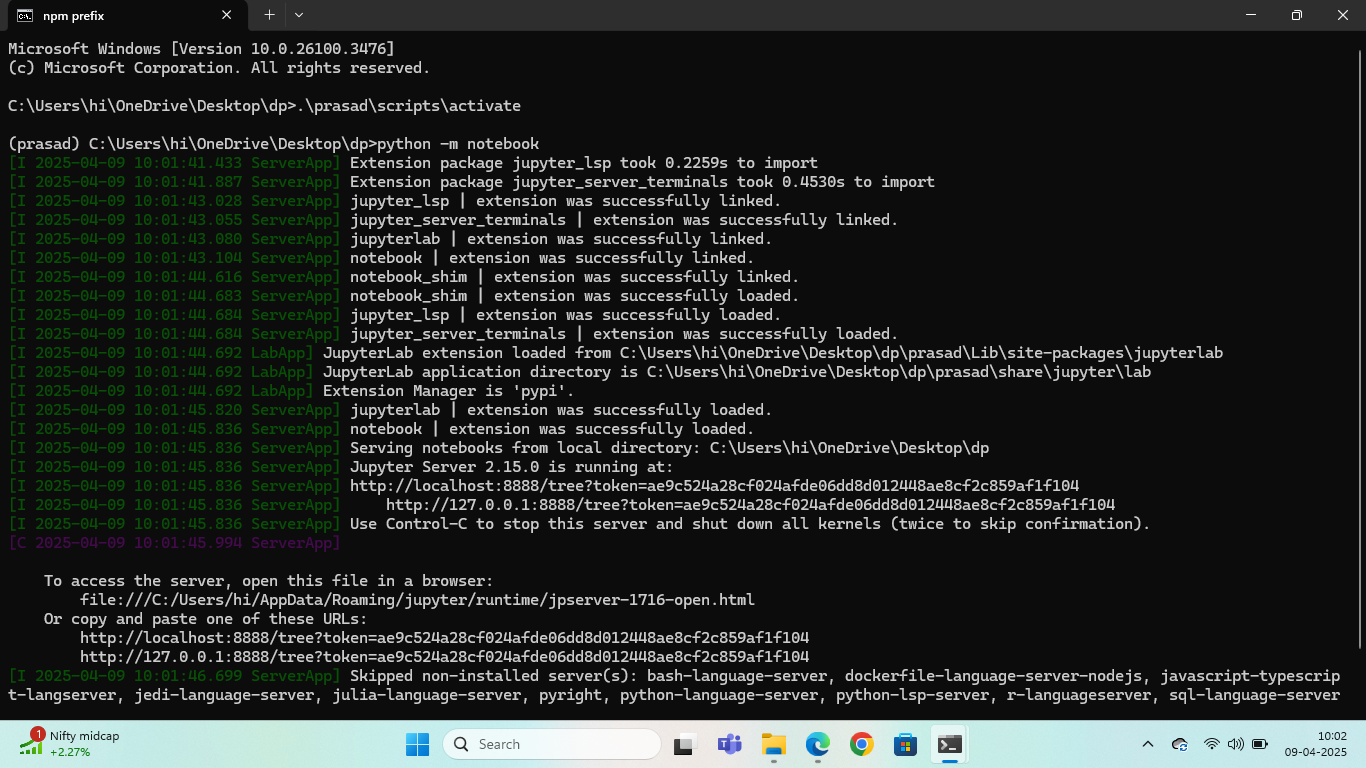 npm prefix
Microsoft Windows [Version 10.0.26100.3476]
(c) Microsoft Corporation. All rights reserved.
C:\Users\hi\OneDrive\Desktop\dp>.\prasad\scripts\activate
(prasad) C:\Users\hi\OneDrive\Desktop\dp>python -m notebook
[I 2025-04-09 10:01:41.433 ServerApp] Extension package jupyter_lsp took 0.2259s to import
[I 2025-04-09 10:01:41.887 ServerApp] Extension package jupyter_server_terminals took 0.4530s to import
[I 2025-04-09 10:01:43.028 ServerApp] jupyter_lsp | extension was successfully linked.
[I 2025-04-09 10:01:43.055 ServerApp] jupyter_server_terminals | extension was successfully linked.
[I 2025-04-09 10:01:43.080 ServerApp] jupyterlab | extension was successfully linked.
[I 2025-04-09 10:01:43.104 ServerApp] notebook | extension was successfully linked.
[I 2025-04-09 10:01:44.616 ServerApp] notebook_shim | extension was successfully linked.
[I 2025-04-09 10:01:44.683 ServerApp] notebook_shim | extension was successfully loaded.
[I 2025-04-09 10:01:44.684 ServerApp] jupyter_lsp | extension was successfully loaded.
[I 2025-04-09 10:01:44.684 ServerApp] jupyter_server_terminals | extension was successfully loaded.
[I 2025-04-09 10:01:44.692 LabApp] JupyterLab extension loaded from C:\Users\hi\OneDrive\Desktop\dp\prasad\Lib\site-packages\jupyterlab
[I 2025-04-09 10:01:44.692 LabApp] JupyterLab application directory is C:\Users\hi\OneDrive\Desktop\dp\prasad\share\jupyter\lab
[I 2025-04-09 10:01:44.692 LabApp] Extension Manager is 'pypi'.
[I 2025-04-09 10:01:45.820 ServerApp] jupyterlab | extension was successfully loaded.
[I 2025-04-09 10:01:45.836 ServerApp] notebook | extension was successfully loaded.
[I 2025-04-09 10:01:45.836 ServerApp] Serving notebooks from local directory: C:\Users\hi\OneDrive\Desktop\dp
[I 2025-04-09 10:01:45.836 ServerApp] Jupyter Server 2.15.0 is running at:
[I 2025-04-09 10:01:45.836 ServerApp] http://localhost:8888/tree?token=ae9c524a28cf024afde06dd8d012448ae8cf2c859af1f104
[I 2025-04-09 10:01:45.836 ServerApp]     http://127.0.0.1:8888/tree?token=ae9c524a28cf024afde06dd8d012448ae8cf2c859af1f104
[I 2025-04-09 10:01:45.836 ServerApp] Use Control-C to stop this server and shut down all kernels (twice to skip confirmation).
[C 2025-04-09 10:01:45.994 ServerApp]
To access the server, open this file in a browser:
file:///C:/Users/hi/AppData/Roaming/jupyter/runtime/jpserver-1716-open.html
Or copy and paste one of these URLs:
http://localhost:8888/tree?token=ae9c524a28cf024afde06dd8d012448ae8cf2c859af1f104
http://127.0.0.1:8888/tree?token=ae9c524a28cf024afde06dd8d012448ae8cf2c859af1f104
[I 2025-04-09 10:01:46.699 ServerApp] Skipped non-installed server(s): bash-language-server, dockerfile-language-server-nodejs, javascript-typescrip
t-langserver, jedi-language-server, julia-language-server, pyright, python-language-server, python-lsp-server, r-languageserver, sql-language-server
1
Nifty midcap
+2.27%
Search
10:02
09-04-2025